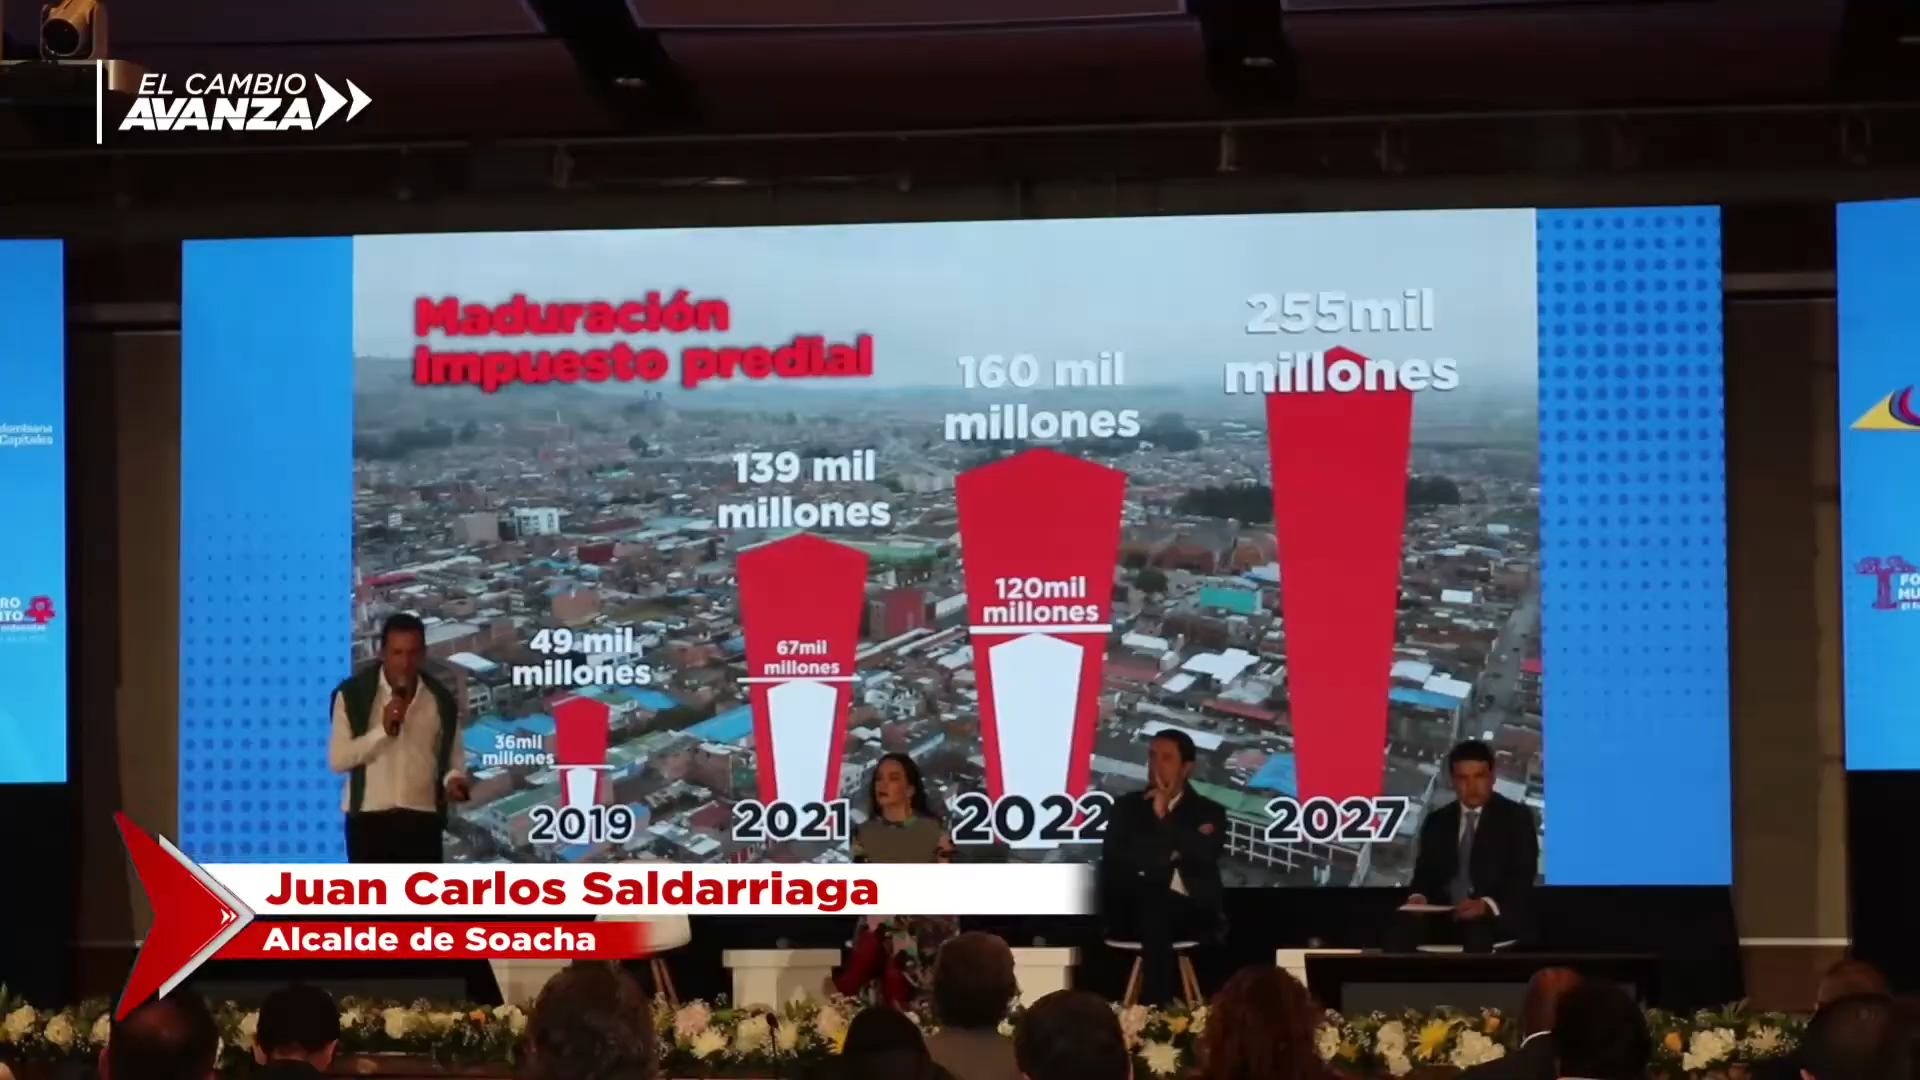 EL CAMBIO
AVANZA
Maduración
Impuesto predial
255mil
millones
160 mil
millones
139 mil
millones
120mil
millones
49 mil
millones
67mil
millones
36mil
millones
2019
2021
2022
2027
Capitales
Juan Carlos Saldarriaga
Alcalde de Soacha